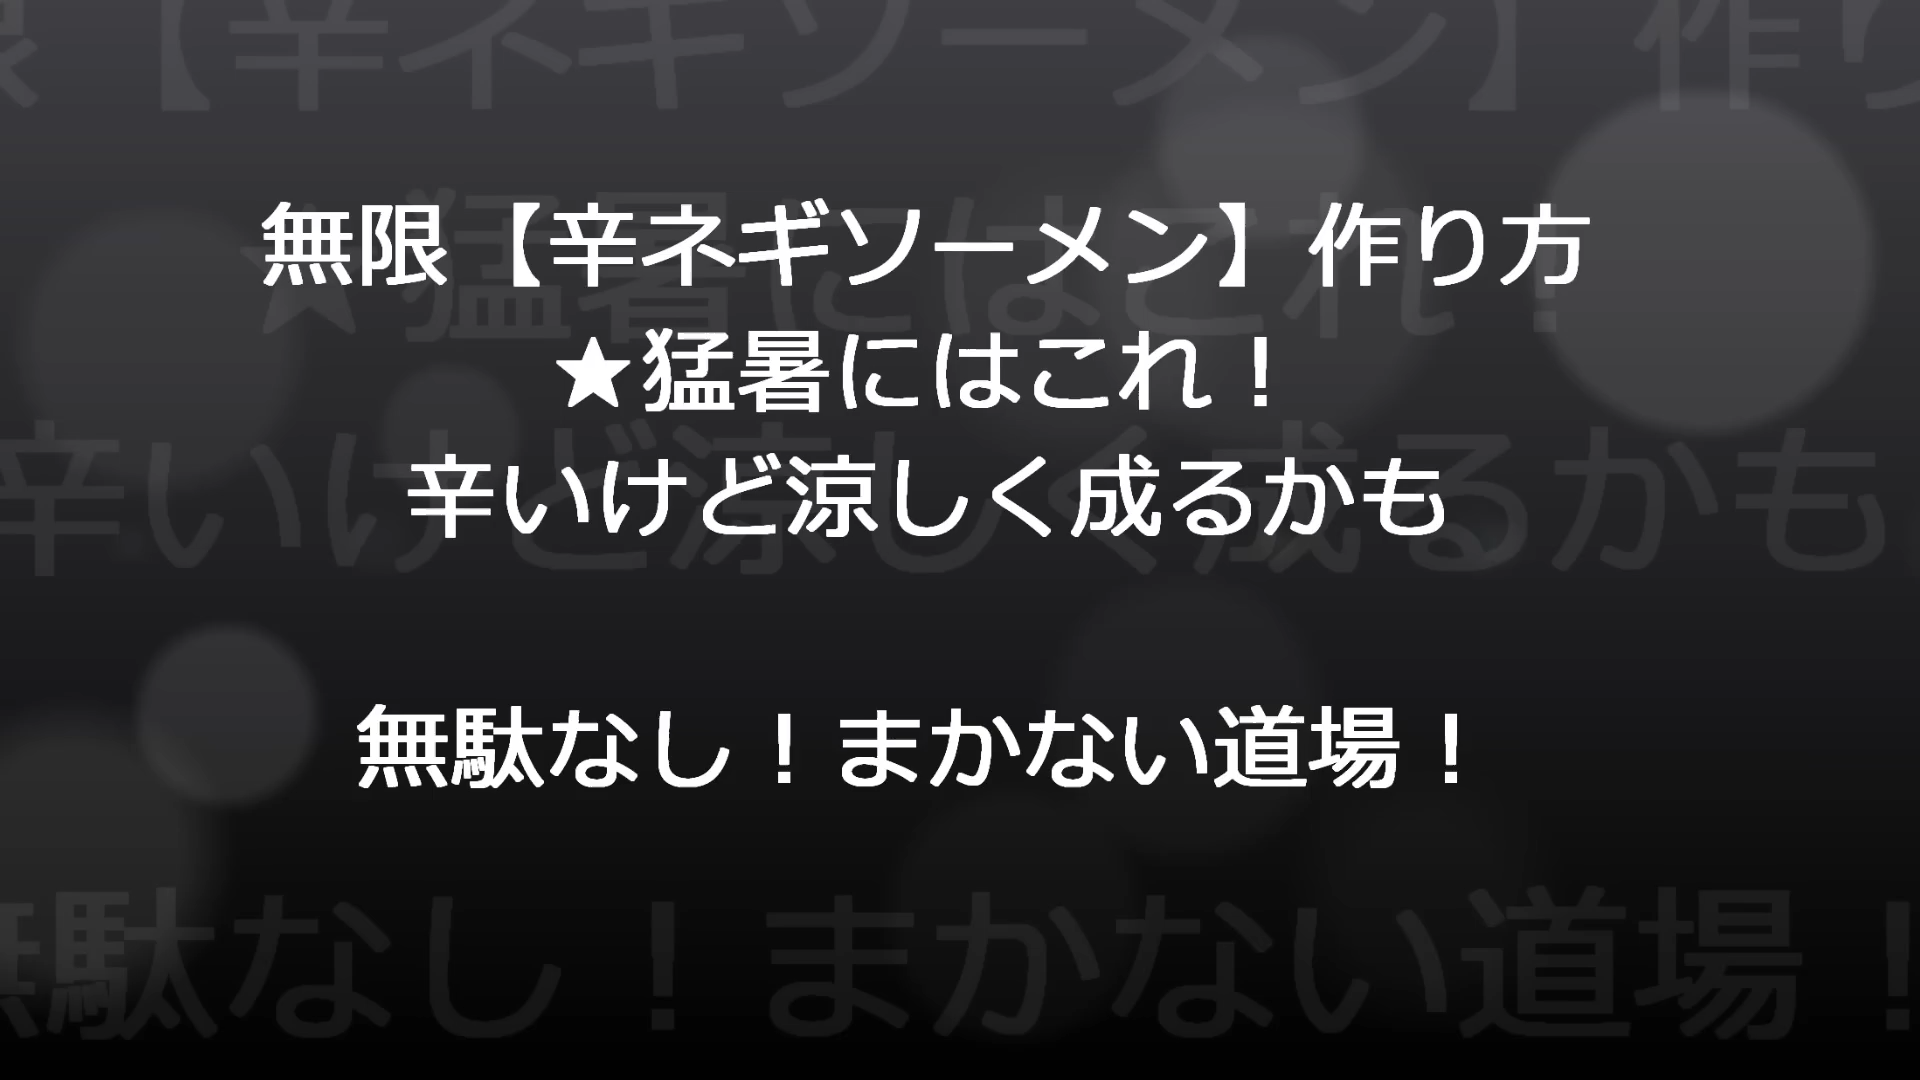 無限【辛ネギソーメン】作り方
★猛暑にはこれ！
辛いけど涼しく成るかも
無駄なし！まかない道場！